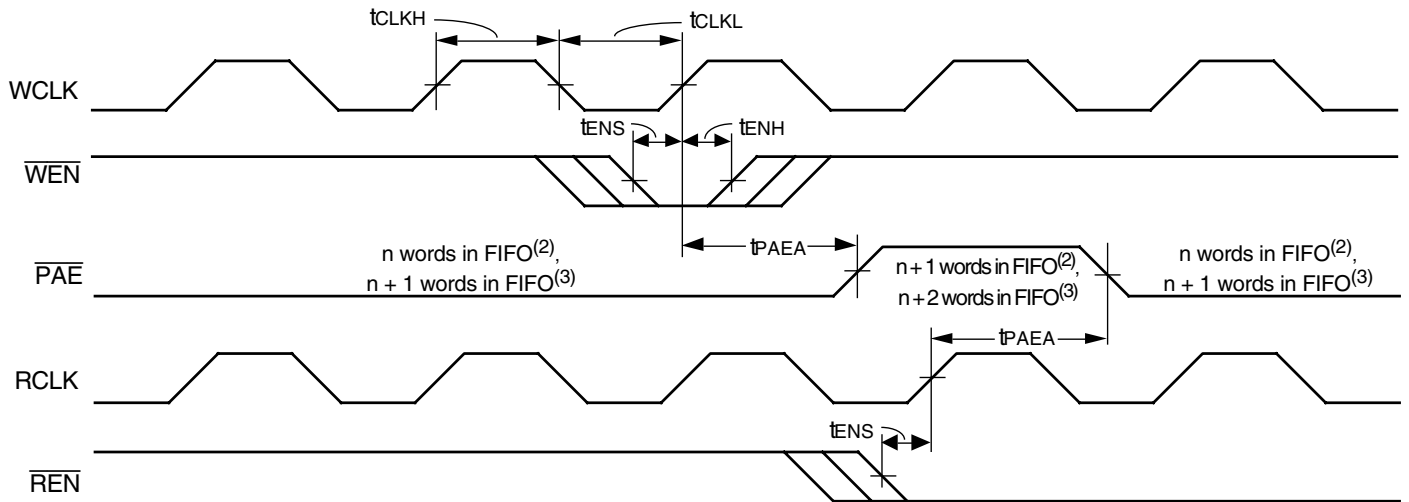 tCLKH
tCLKL
WCLK
tENS
tENH
WEN
tPAEA
n words in FIFO(2),
n + 1 words in FIFO(3)
PAE
n + 1 words in FIFO(2),
n + 2 words in FIFO(3)
n words in FIFO(2),
n + 1 words in FIFO(3)
tPAEA
RCLK
tENS
REN